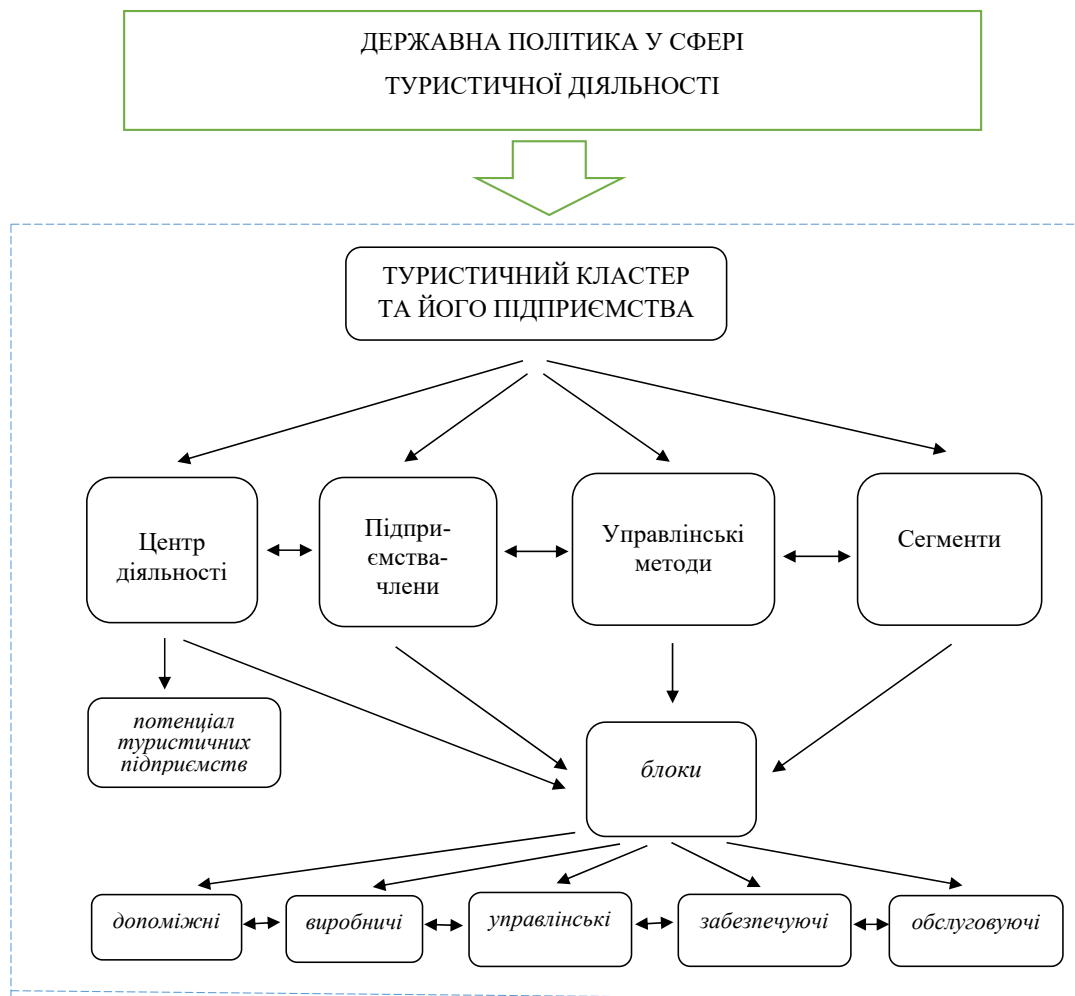 ДЕРЖАВНА ПОЛІТИКА У СФЕРІ
ТУРИСТИЧНОЇ ДІЯЛЬНОСТІ
ТУРИСТИЧНИЙ КЛАСТЕР
ТА ЙОГО ПІДПРИЄМСТВА
Центр
діяльності
Підпри-
ємства-
члени
Управлінські
методи
Сегменти
потенціал
туристичних
підприємств
блоки
допоміжні
виробничі
управлінські
забезпечуючі
обслуговуючі